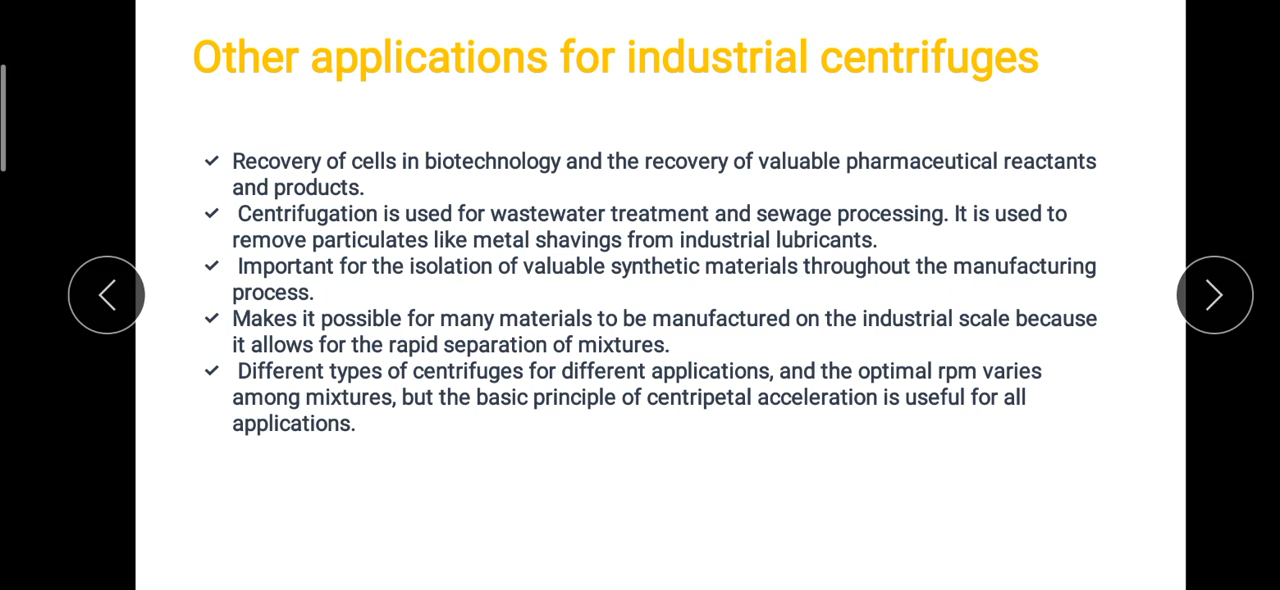 Other applications for industrial centrifuges
✓ Recovery of cells in biotechnology and the recovery of valuable pharmaceutical reactants
and products.
✓ Centrifugation is used for wastewater treatment and sewage processing. It is used to
remove particulates like metal shavings from industrial lubricants.
✓ Important for the isolation of valuable synthetic materials throughout the manufacturing
process.
✓ Makes it possible for many materials to be manufactured on the industrial scale because
it allows for the rapid separation of mixtures.
✓ Different types of centrifuges for different applications, and the optimal rpm varies
among mixtures, but the basic principle of centripetal acceleration is useful for all
applications.